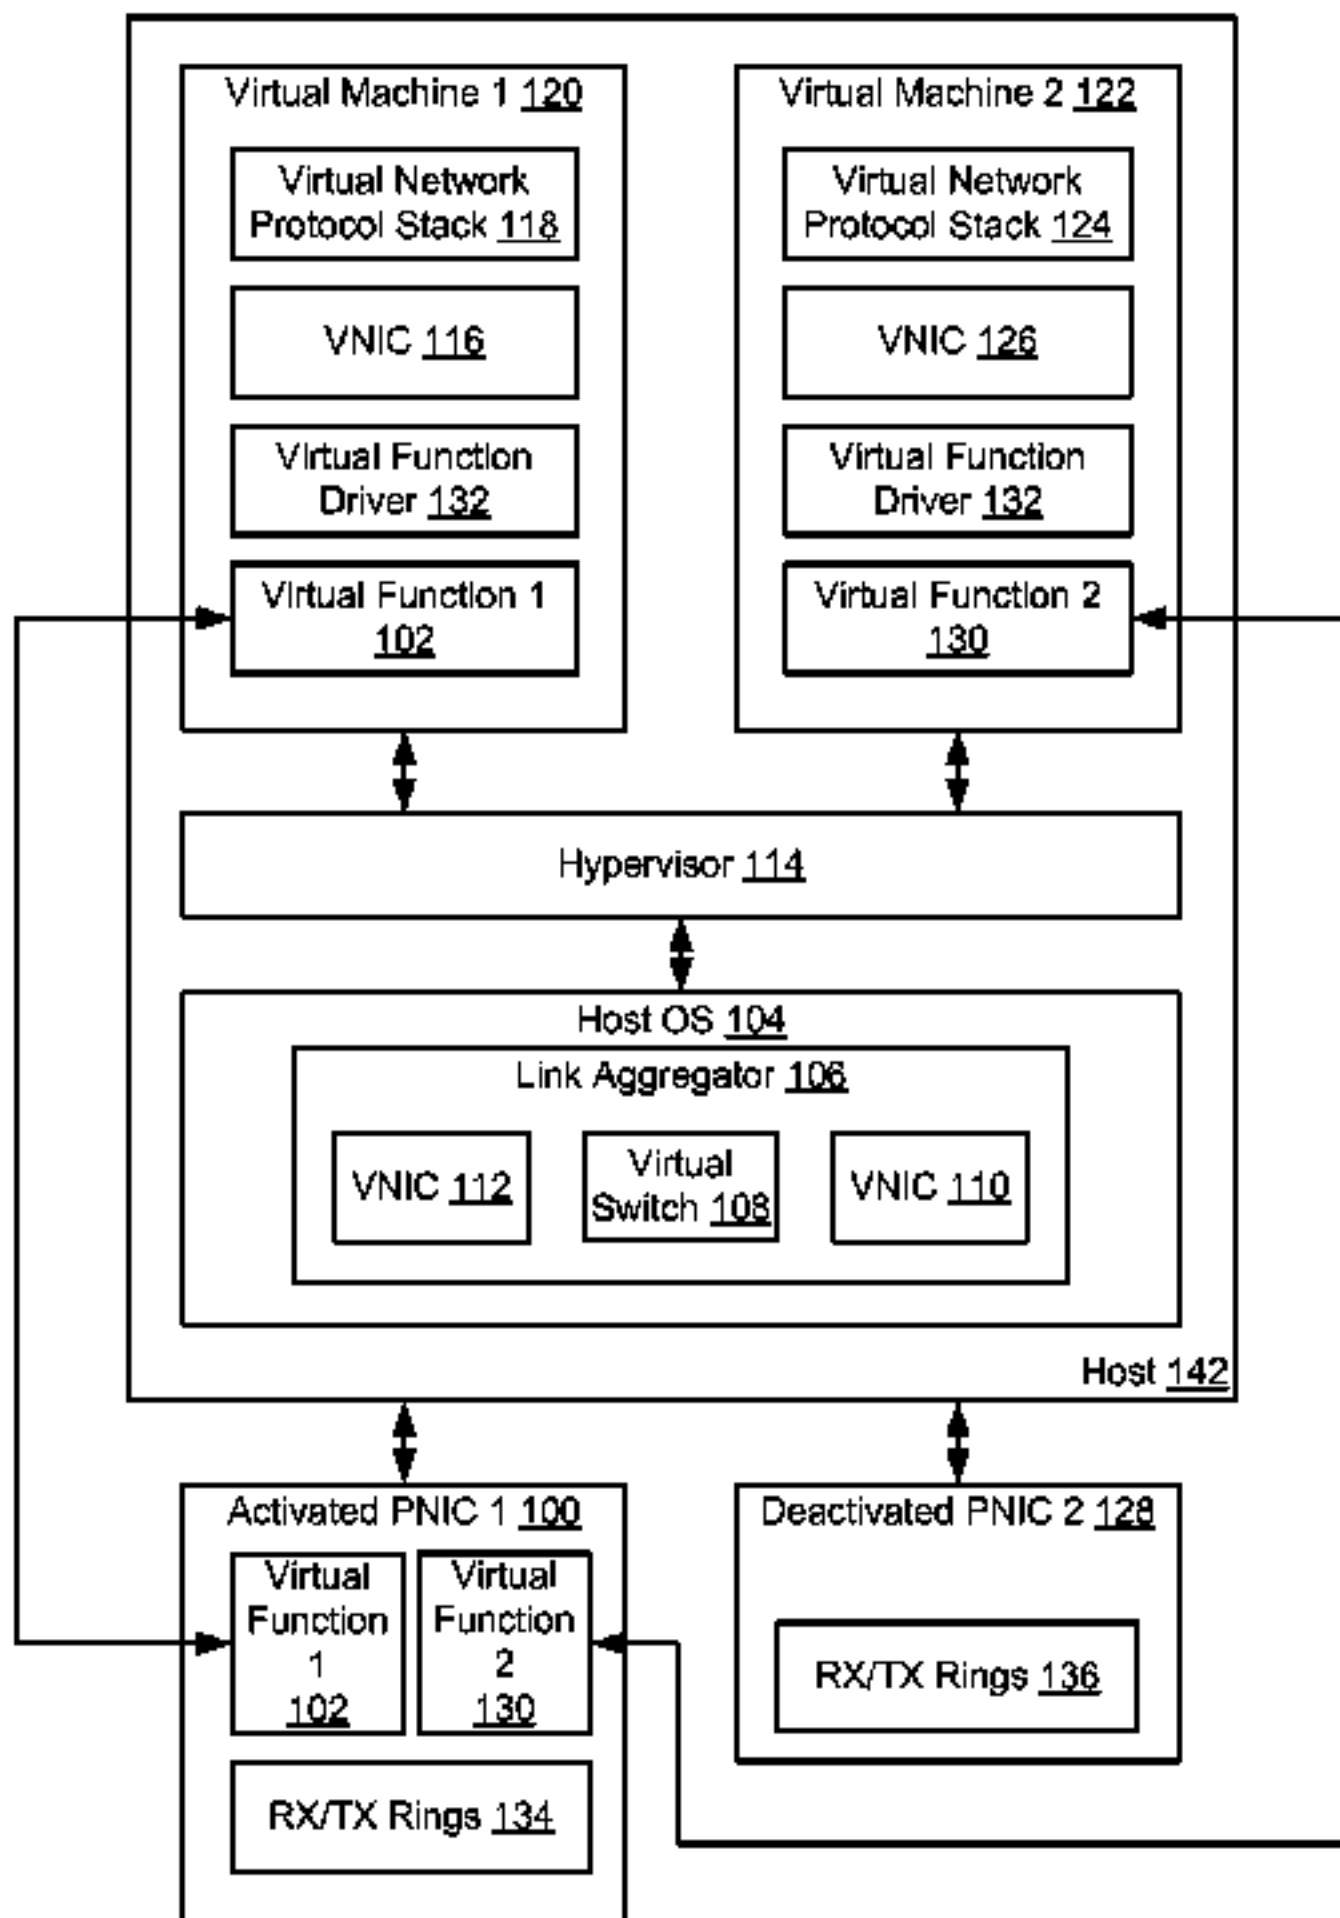 Virtual Machine 1 120
Virtual Network
Protocol Stack 118
VNIC 116
Virtual Function
Driver 132
Virtual Function 1
102
Virtual Machine 2 122
Virtual Network
Protocol Stack 124
VNIC 126
Virtual Function
Driver 132
Virtual Function 2
130
Hypervisor 114
Host OS 104
Link Aggregator 106
VNIC 112
Virtual
Switch 108
VNIC 110
Host 142
Activated PNIC 1 100
Virtual
Function
1
102
Virtual
Function
2
130
RX/TX Rings 134
Deactivated PNIC 2 128
RX/TX Rings 136